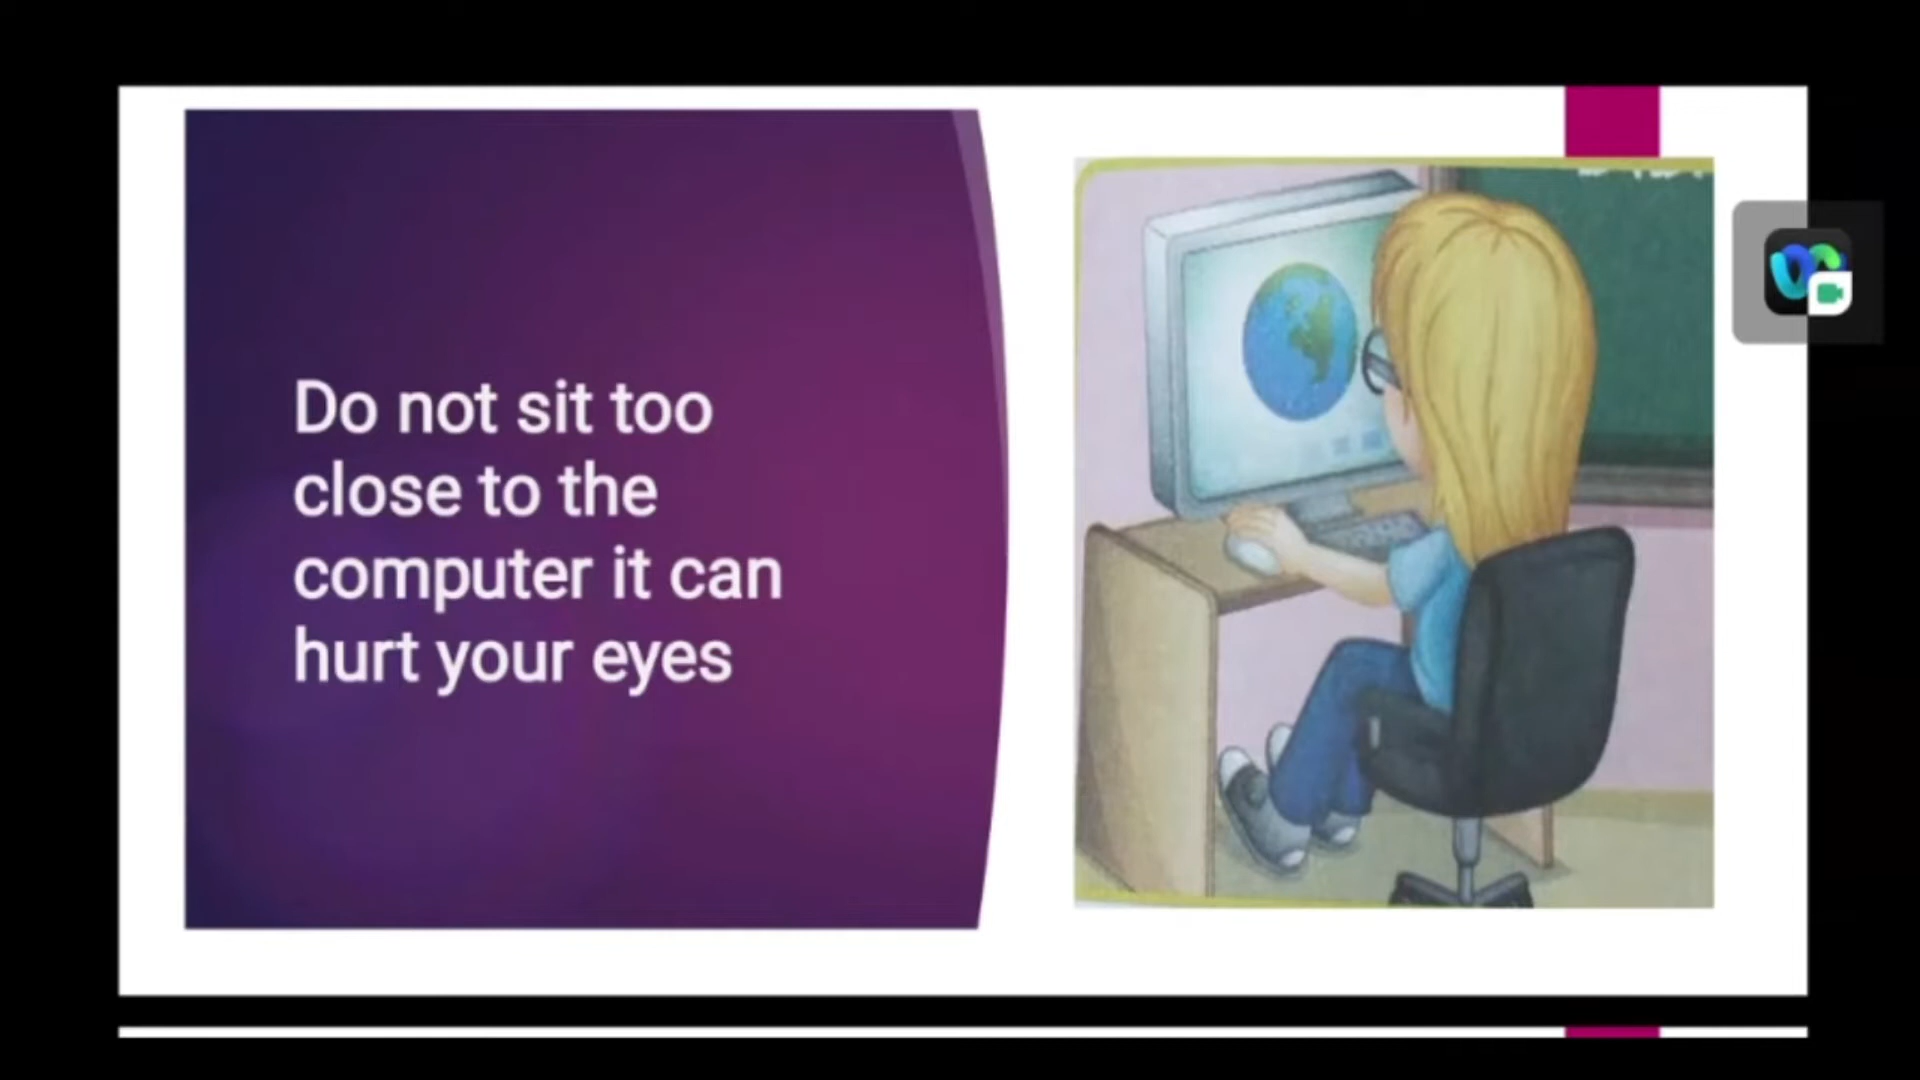 Do not sit too
close to the
computer it can
hurt your eyes